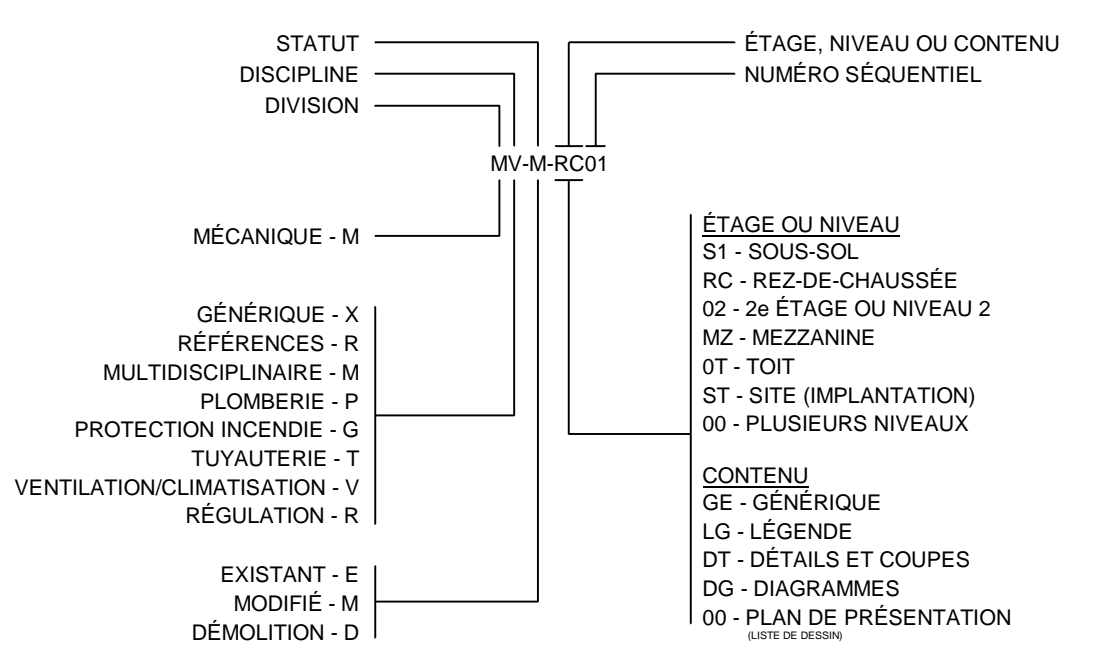 STATUT
DISCIPLINE
DIVISION
ÉTAGE, NIVEAU OU CONTENU
NUMÉRO SÉQUENTIEL
MV-M-RC01
MÉCANIQUE - M
GÉNÉRIQUE - X
RÉFÉRENCES - R
MULTIDISCIPLINAIRE - M
PLOMBERIE - P
PROTECTION INCENDIE - G
TUYAUTERIE - T
VENTILATION/CLIMATISATION - V
RÉGULATION - R
EXISTANT - E
MODIFIÉ - M
DÉMOLITION - D
ÉTAGE OU NIVEAU
S1 - SOUS-SOL
RC - REZ-DE-CHAUSSÉE
02 - 2e ÉTAGE OU NIVEAU 2
MZ - MEZZANINE
0T - TOIT
ST - SITE (IMPLANTATION)
00 - PLUSIEURS NIVEAUX
CONTENU
GE - GÉNÉRIQUE
LG - LÉGENDE
DT - DÉTAILS ET COUPES
DG - DIAGRAMMES
00 - PLAN DE PRÉSENTATION
(LISTE DE DESSIN)